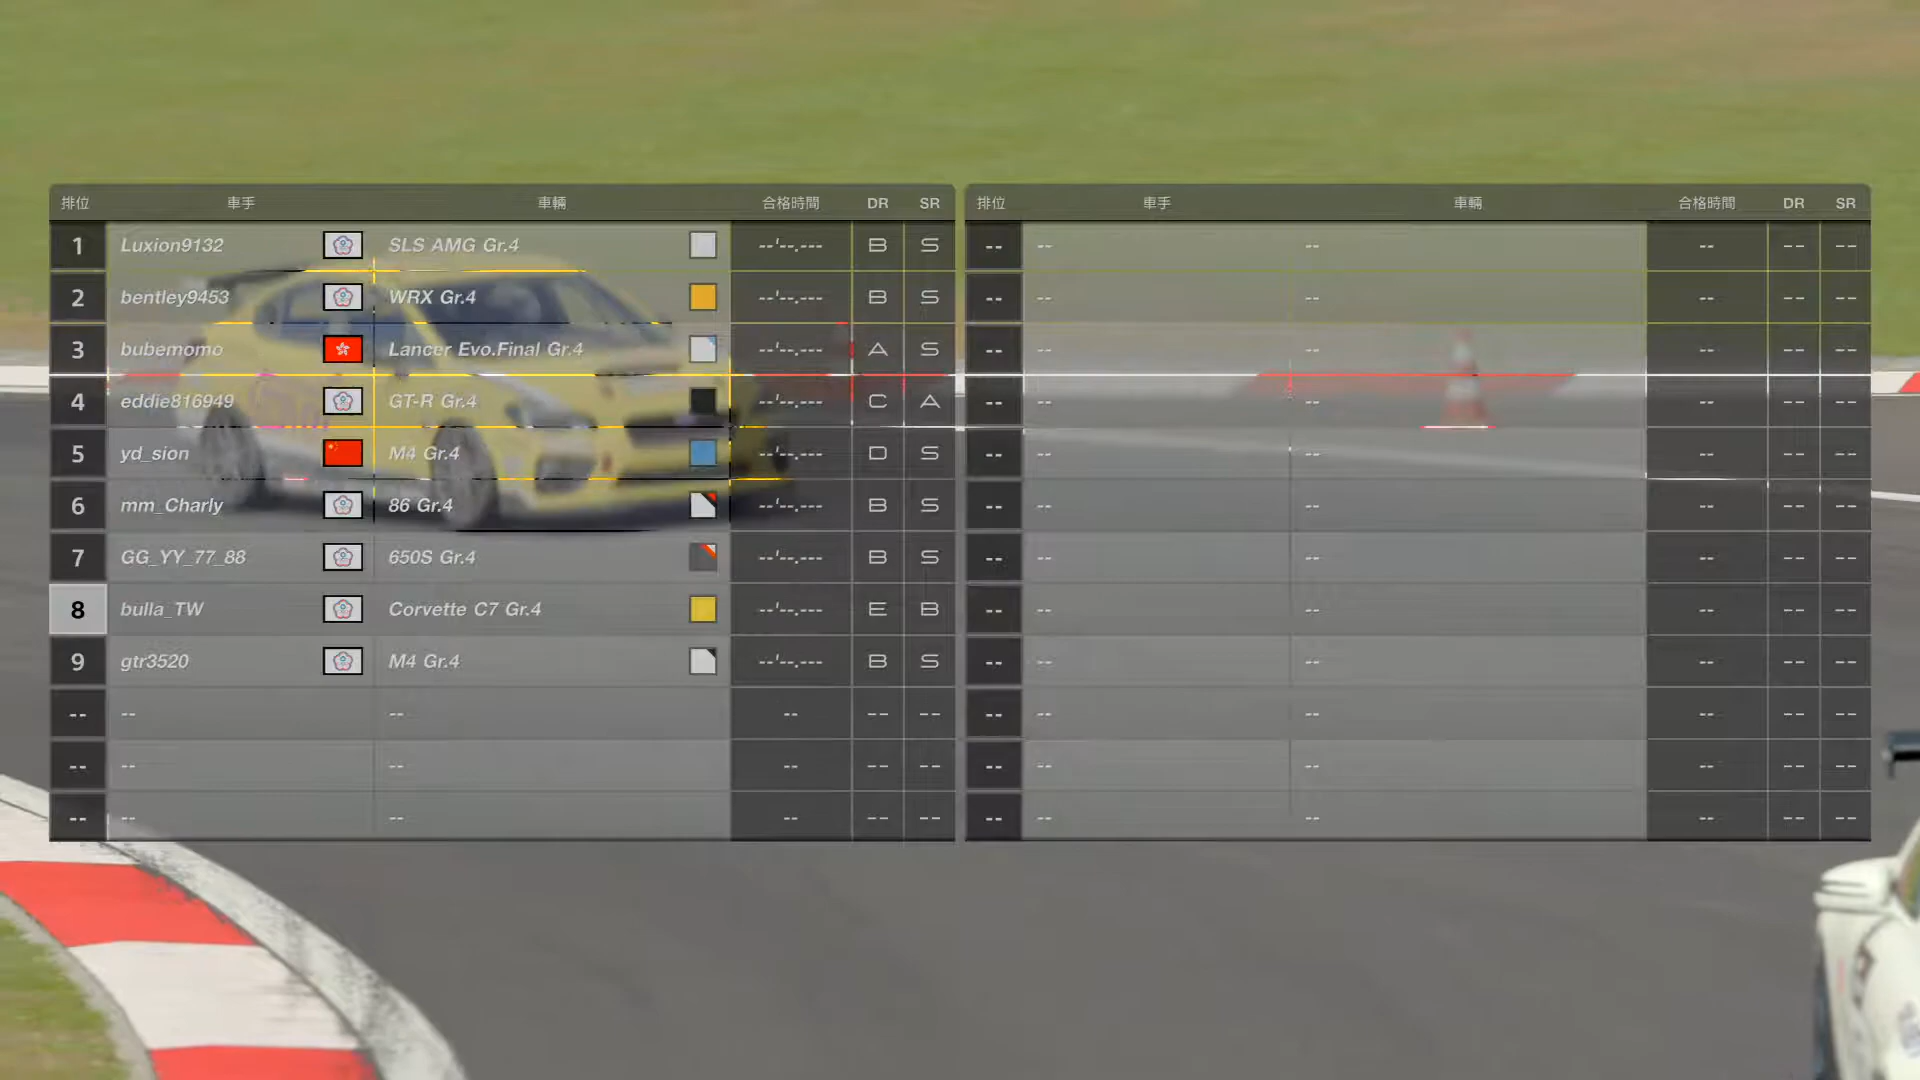 排位 車手 車輛 合格時間 DR SR
1 Luxion9132 SLS AMG Gr.4 --'--.--- B S
2 bentley9453 WRX Gr.4 --'--.--- B S
3 bubemomo Lancer Evo.Final Gr.4 --'--.--- A S
4 eddie816949 GT-R Gr.4 --'--.--- C A
5 yd_sion M4 Gr.4 --'--.--- D S
6 mm_Charly 86 Gr.4 --'--.--- B S
7 GG_YY_77_88 650S Gr.4 --'--.--- B S
8 bulla_TW Corvette C7 Gr.4 --'--.--- E B
9 gtr3520 M4 Gr.4 --'--.--- B S
-- -- -- -- -- --
-- -- -- -- -- --
-- -- -- -- -- --
排位 車手 車輛 合格時間 DR SR
-- -- -- -- -- --
-- -- -- -- -- --
-- -- -- -- -- --
-- -- -- -- -- --
-- -- -- -- -- --
-- -- -- -- -- --
-- -- -- -- -- --
-- -- -- -- -- --
-- -- -- -- -- --
-- -- -- -- -- --
-- -- -- -- -- --
-- -- -- -- -- --